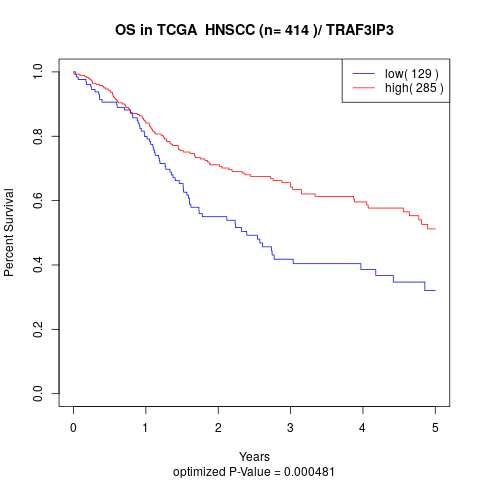 OS in TCGA  HNSCC (n= 414 )/ TRAF3IP3
low( 129 )
high( 285 )
Percent Survival
1.0
0.8
0.6
0.4
0.2
0.0
0 1 2 3 4 5
Years
optimized P-Value = 0.000481